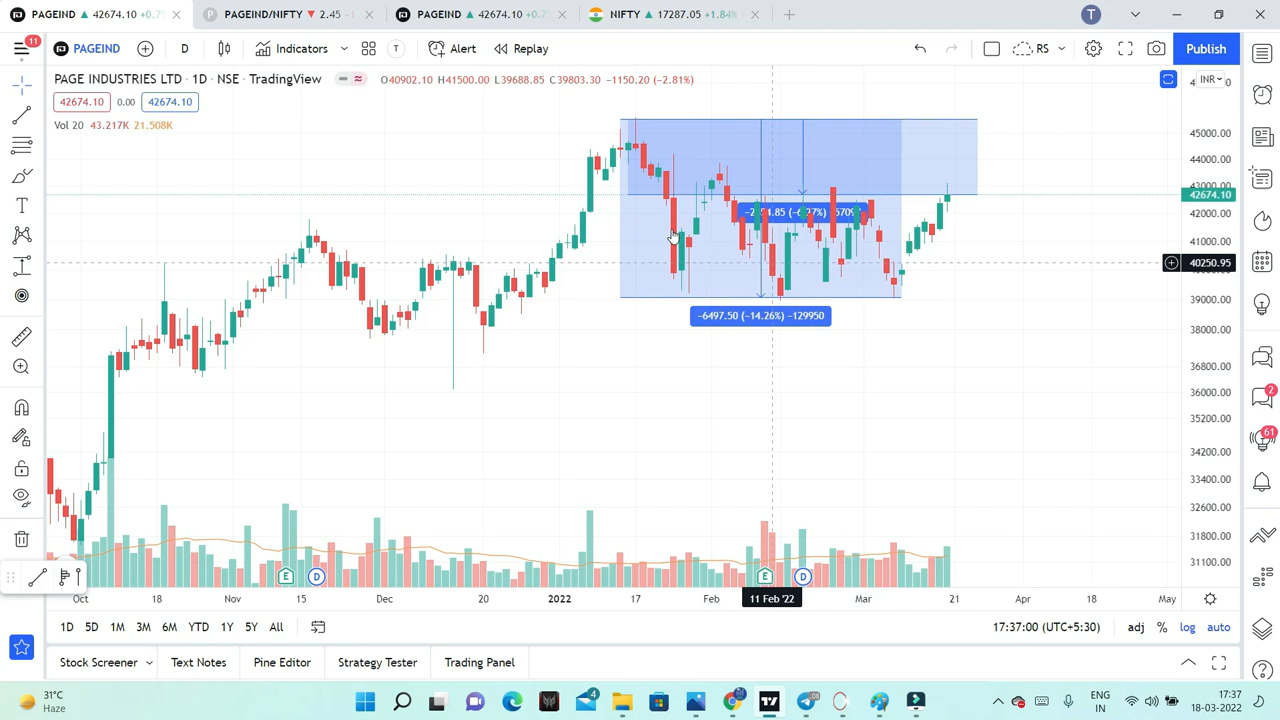 PAGEIND ▲ 42674.10 +0.7
PAGEIND/NIFTY ▼ 2.45 −1
PAGEIND ▲ 42674.10 +0.7
NIFTY ▲ 17287.05 +1.84%
T
11
PAGEIND
D
Indicators
T
Alert
Replay
RS
Publish
PAGE INDUSTRIES LTD · 1D · NSE · TradingView
O40902.10 H41500.00 L39688.85 C39803.30 −1150.20 (−2.81%)
INR
42674.10 0.00 42674.10
Vol 20 43.217K 21.508K
45000.00
44000.00
43000.00
42674.10
42000.00
41000.00
40250.95
39000.00
38000.00
36800.00
36000.00
35200.00
34200.00
33400.00
32600.00
31800.00
31100.00
−6497.50 (−14.26%) −129950
2
61
E D E D
Oct 18 Nov 15 Dec 20 2022 17 Feb 11 Feb '22 Mar 21 Apr 18 May
1D 5D 1M 3M 6M YTD 1Y 5Y All
17:37:00 (UTC+5:30) adj % log auto
Stock Screener Text Notes Pine Editor Strategy Tester Trading Panel
31°C
Haze
4
ENG
IN
17:37
18-03-2022